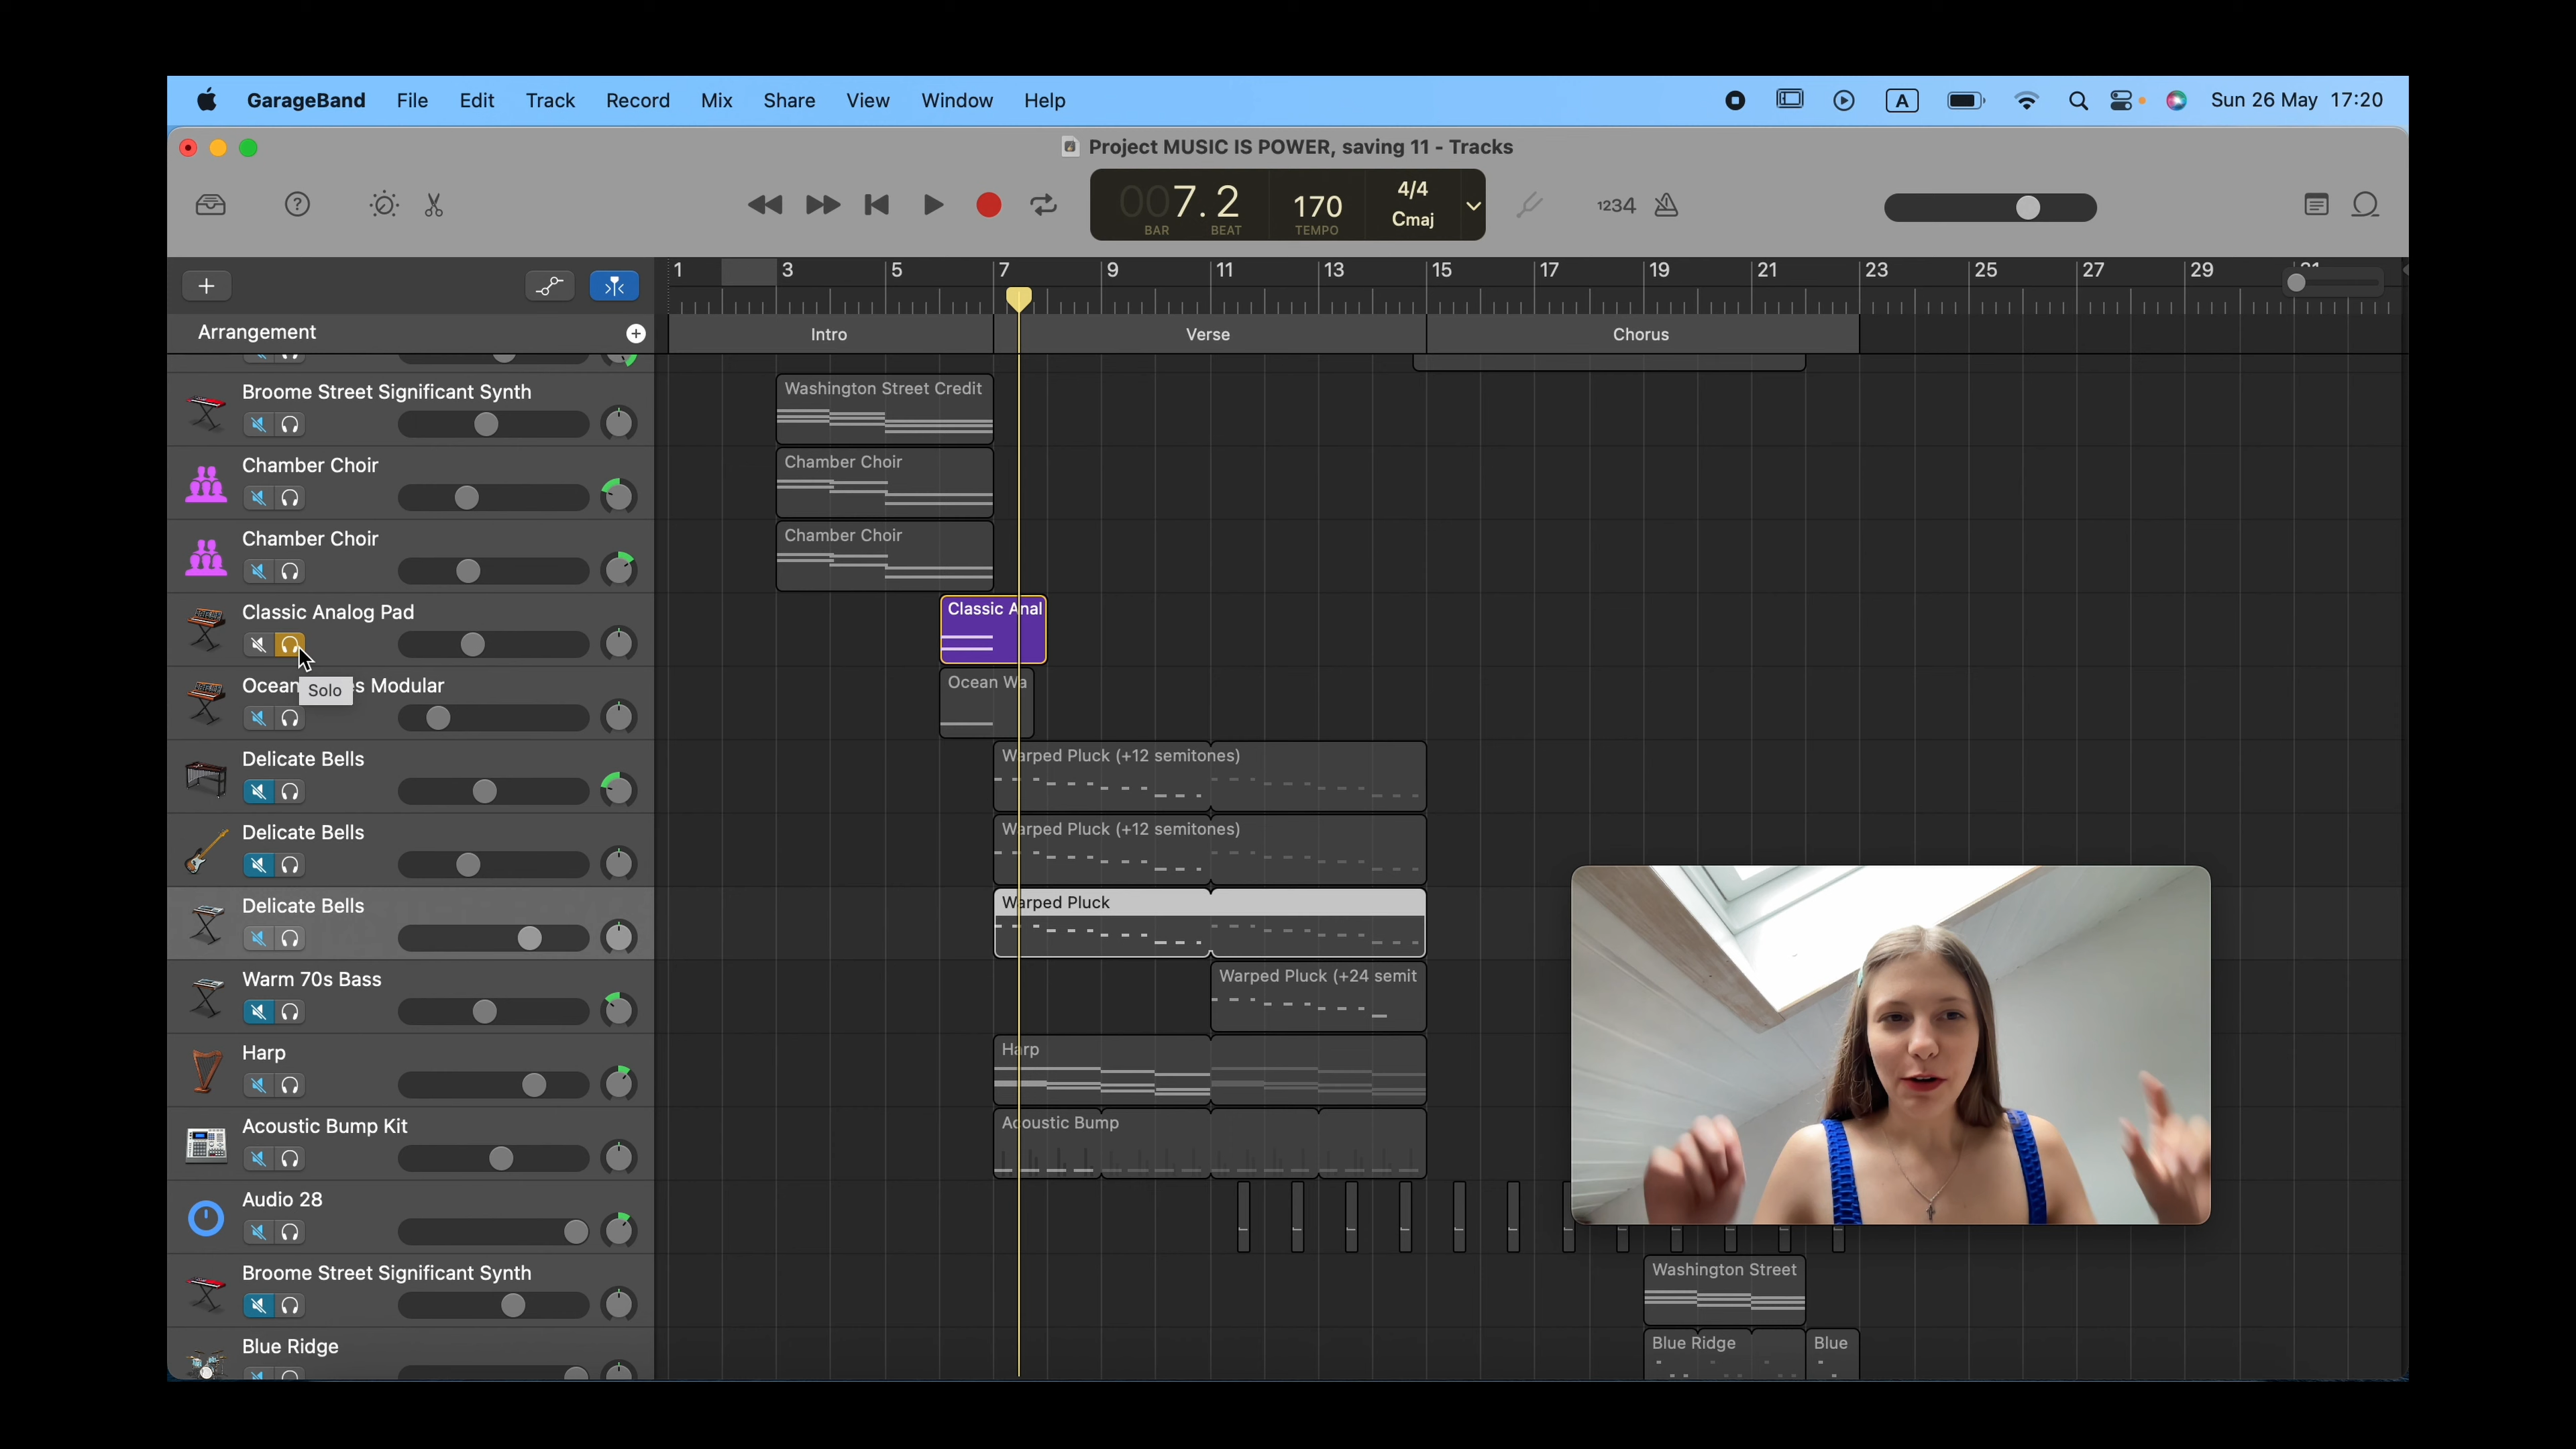 GarageBand File Edit Track Record Mix Share View Window Help A Sun 26 May 17:20
Project MUSIC IS POWER, saving 11 - Tracks
007.2 170 4/4
Cmaj
BAR BEAT TEMPO
1234
1 3 5 7 9 11 13 15 17 19 21 23 25 27 29
Arrangement Intro Verse Chorus
Broome Street Significant Synth
Washington Street Credit
Chamber Choir
Chamber Choir
Chamber Choir
Chamber Choir
Classic Analog Pad
Classic Anal
Solo
Ocean s Modular
Ocean Wa
Delicate Bells
Warped Pluck (+12 semitones)
Delicate Bells
Warped Pluck (+12 semitones)
Delicate Bells
Warped Pluck
Warm 70s Bass
Warped Pluck (+24 semit
Harp
Harp
Acoustic Bump Kit
Acoustic Bump
Audio 28
Broome Street Significant Synth
Washington Street
Blue Ridge
Blue Ridge Blue